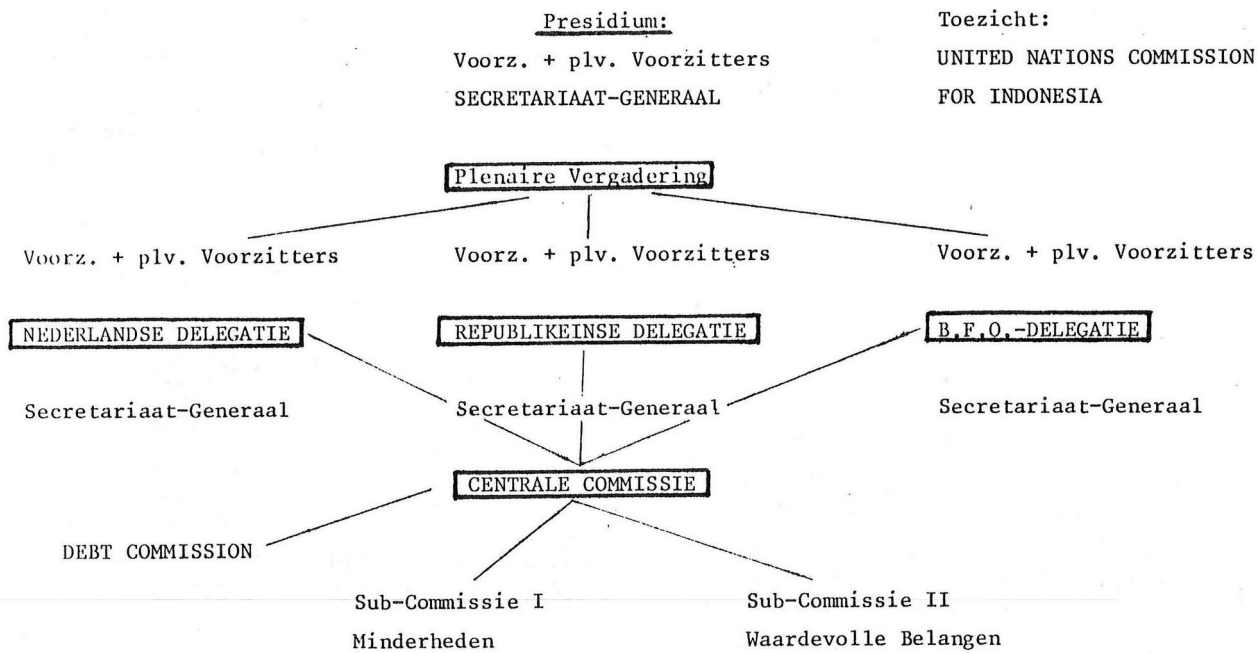 Presidium:
Voorz. + plv. Voorzitters
SECRETARIAAT-GENERAAL
Toezicht:
UNITED NATIONS COMMISSION
FOR INDONESIA
Plenaire Vergadering
Voorz. + plv. Voorzitters
Voorz. + plv. Voorzitters
Voorz. + plv. Voorzitters
NEDERLANDSE DELEGATIE
REPUBLIKEINSE DELEGATIE
B.F.O.-DELEGATIE
Secretariaat-Generaal
Secretariaat-Generaal
Secretariaat-Generaal
CENTRALE COMMISSIE
DEBT COMMISSION
Sub-Commissie I
Minderheden
Sub-Commissie II
Waardevolle Belangen